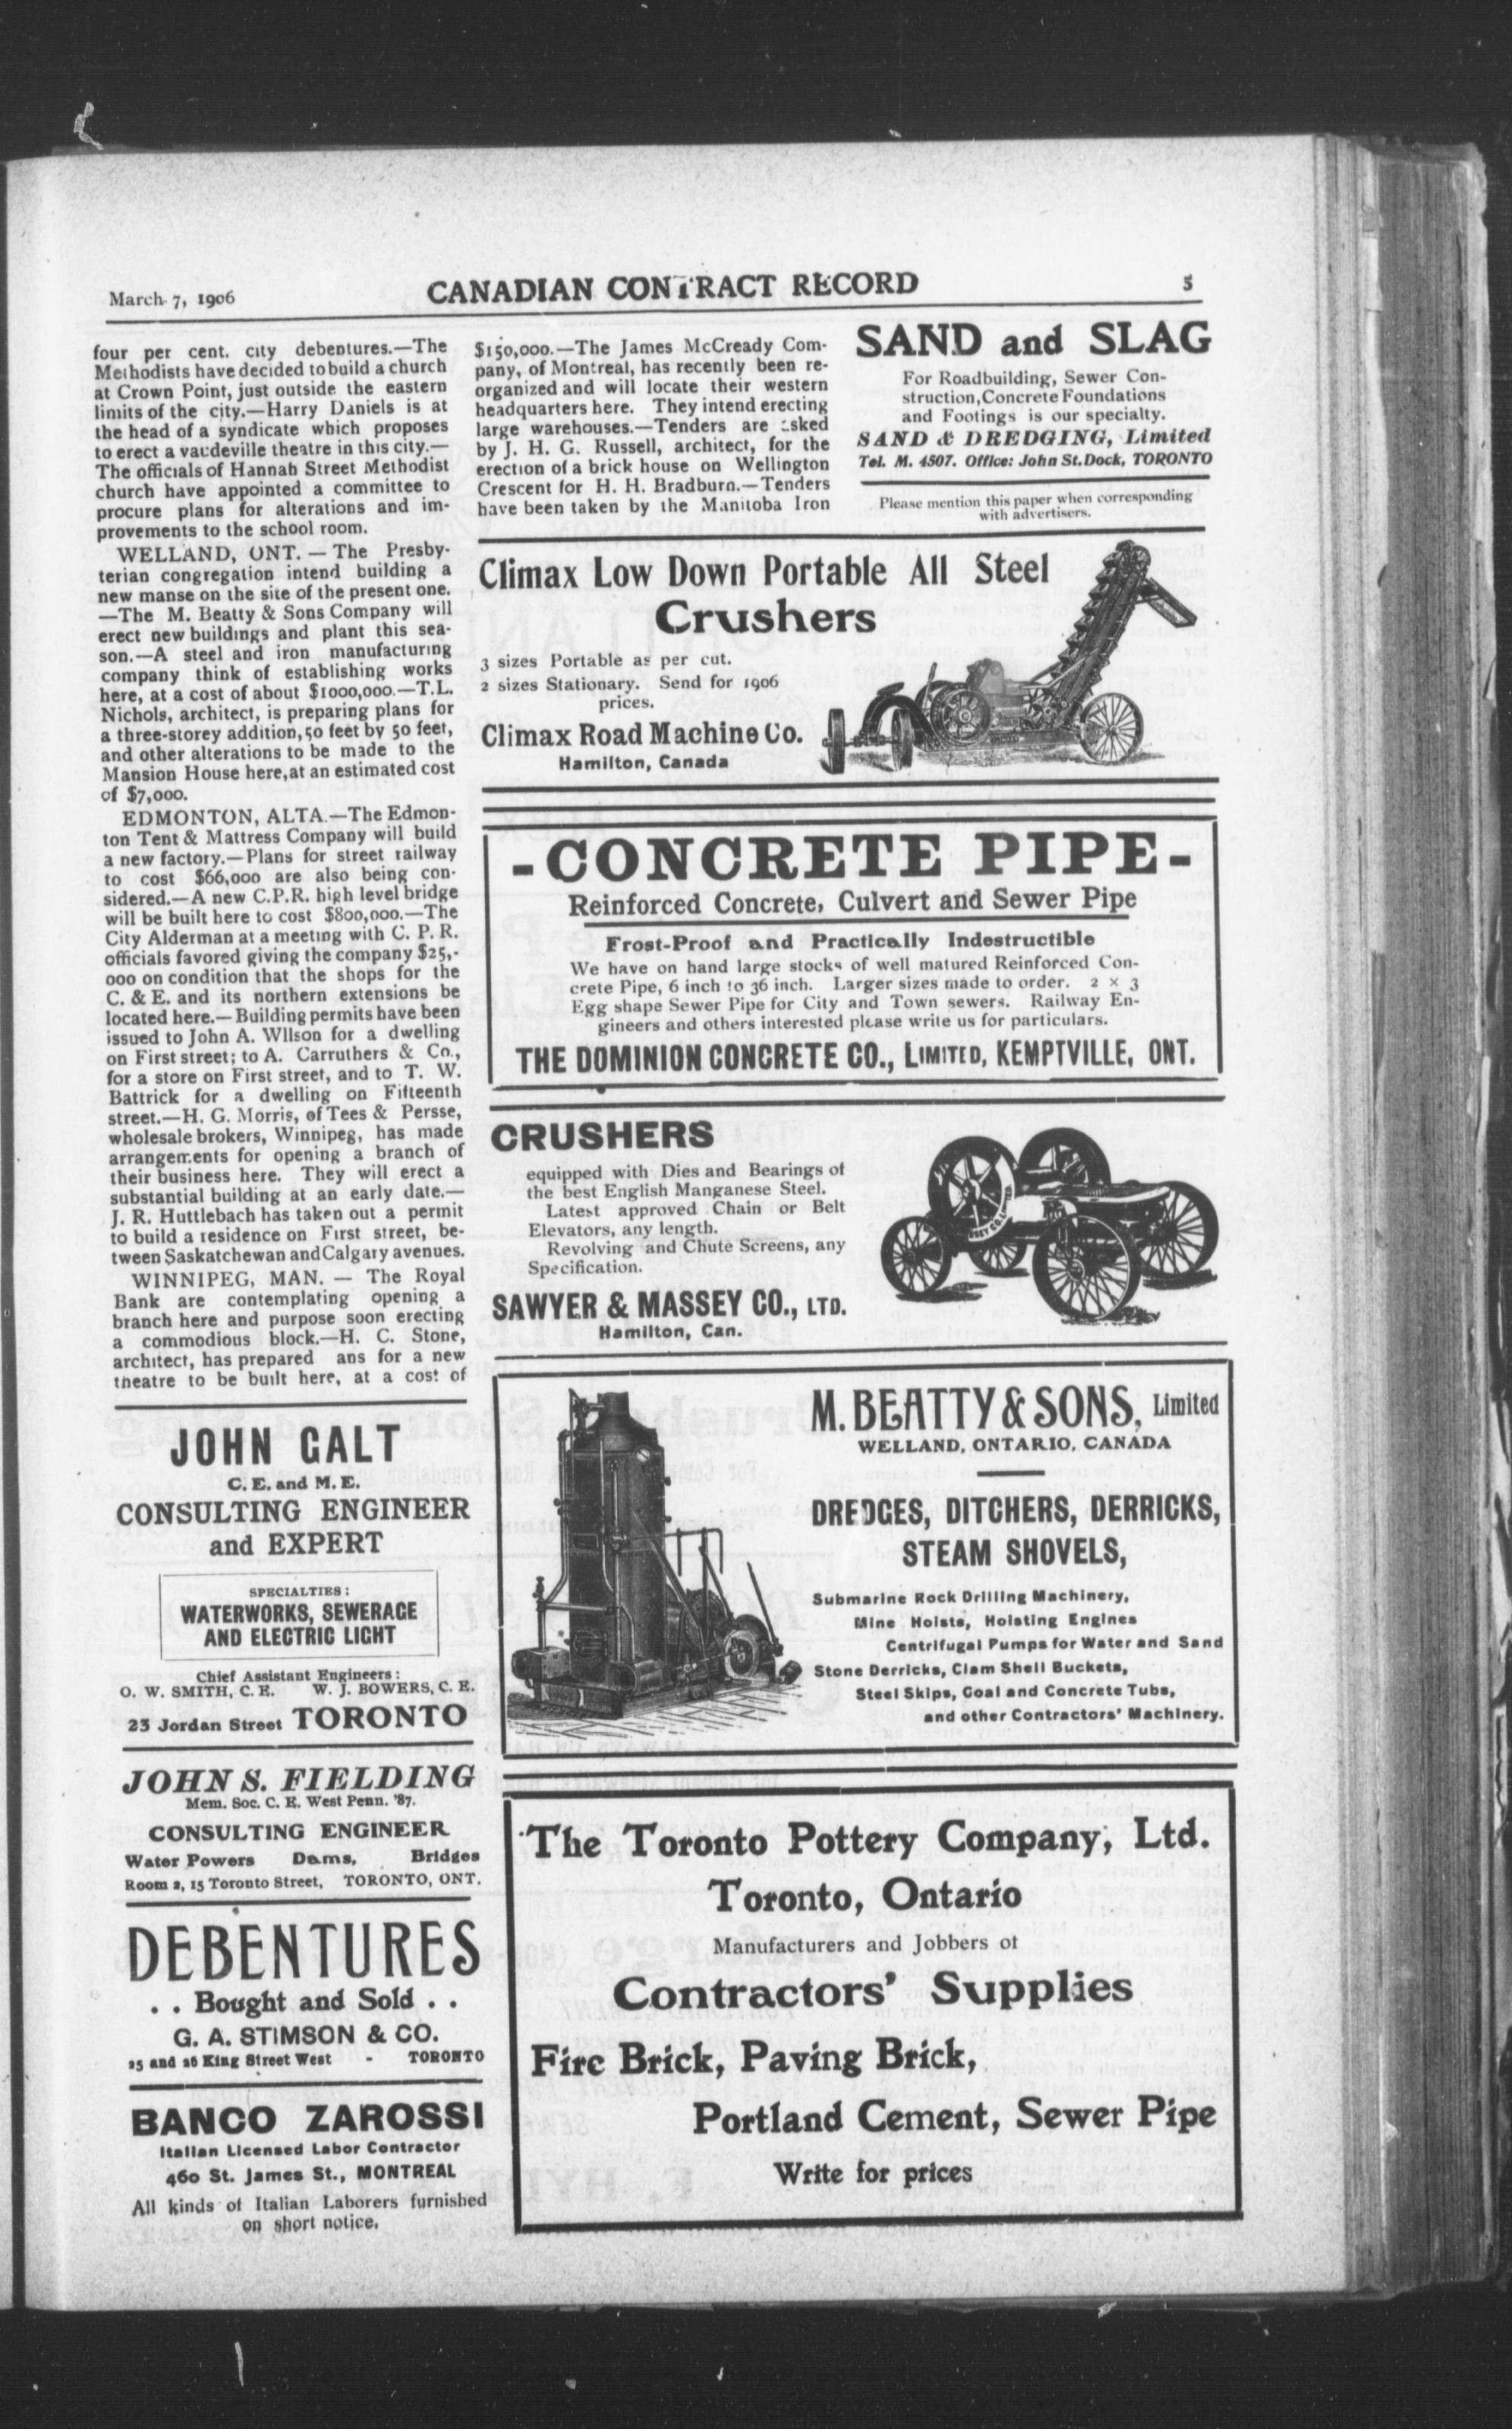 March 7, 1906
CANADIAN CONTRACT RECORD
5
four per cent. city debentures.—The
Methodists have decided to build a church
at Crown Point, just outside the eastern
limits of the city.—Harry Daniels is at
the head of a syndicate which proposes
to erect a vaudeville theatre in this city.—
The officials of Hannah Street Methodist
church have appointed a committee to
procure plans for alterations and im-
provements to the school room.
WELLAND, ONT. — The Presby-
terian congregation intend building a
new manse on the site of the present one.
—The M. Beatty & Sons Company will
erect new buildings and plant this sea-
son.—A steel and iron manufacturing
company think of establishing works
here, at a cost of about $1000,000.—T.L.
Nichols, architect, is preparing plans for
a three-storey addition, 50 feet by 50 feet,
and other alterations to be made to the
Mansion House here, at an estimated cost
of $7,000.
EDMONTON, ALTA.—The Edmon-
ton Tent & Mattress Company will build
a new factory.—Plans for street railway
to cost $66,000 are also being con-
sidered.—A new C.P.R. high level bridge
will be built here to cost $800,000.—The
City Alderman at a meeting with C. P. R.
officials favored giving the company $25,-
000 on condition that the shops for the
C. & E. and its northern extensions be
located here.—Building permits have been
issued to John A. Wilson for a dwelling
on First street; to A. Carruthers & Co.,
for a store on First street, and to T. W.
Battrick for a dwelling on Fifteenth
street.—H. G. Morris, of Tees & Persse,
wholesale brokers, Winnipeg, has made
arrangements for opening a branch of
their business here. They will erect a
substantial building at an early date.—
J. R. Huttlebach has taken out a permit
to build a residence on First street, be-
tween Saskatchewan and Calgary avenues.
WINNIPEG, MAN. — The Royal
Bank are contemplating opening a
branch here and purpose soon erecting
a commodious block.—H. C. Stone,
architect, has prepared ans for a new
theatre to be built here, at a cost of
$150,000.—The James McCready Com-
pany, of Montreal, has recently been re-
organized and will locate their western
headquarters here. They intend erecting
large warehouses.—Tenders are asked
by J. H. G. Russell, architect, for the
erection of a brick house on Wellington
Crescent for H. H. Bradburn.—Tenders
have been taken by the Manitoba Iron
SAND and SLAG
For Roadbuilding, Sewer Con-
struction, Concrete Foundations
and Footings is our specialty.
SAND & DREDGING, Limited
Tel. M. 4507. Office: John St. Dock, TORONTO
Please mention this paper when corresponding
with advertisers.
Climax Low Down Portable All Steel
Crushers
3 sizes Portable as per cut.
2 sizes Stationary. Send for 1906
prices.
Climax Road Machine Co.
Hamilton, Canada
-CONCRETE PIPE-
Reinforced Concrete, Culvert and Sewer Pipe
Frost-Proof and Practically Indestructible
We have on hand large stocks of well matured Reinforced Con-
crete Pipe, 6 inch to 36 inch. Larger sizes made to order. 2 × 3
Egg shape Sewer Pipe for City and Town sewers. Railway En-
gineers and others interested please write us for particulars.
THE DOMINION CONCRETE CO., LIMITED, KEMPTVILLE, ONT.
CRUSHERS
equipped with Dies and Bearings of
the best English Manganese Steel.
Latest approved Chain or Belt
Elevators, any length.
Revolving and Chute Screens, any
Specification.
SAWYER & MASSEY CO., LTD.
Hamilton, Can.
M. BEATTY & SONS, Limited
WELLAND, ONTARIO, CANADA
DREDGES, DITCHERS, DERRICKS,
STEAM SHOVELS,
Submarine Rock Drilling Machinery,
Mine Hoists, Hoisting Engines
Centrifugal Pumps for Water and Sand
Stone Derricks, Clam Shell Buckets,
Steel Skips, Coal and Concrete Tubs,
and other Contractors' Machinery.
The Toronto Pottery Company, Ltd.
Toronto, Ontario
Manufacturers and Jobbers of
Contractors' Supplies
Fire Brick, Paving Brick,
Portland Cement, Sewer Pipe
Write for prices
JOHN GALT
C. E. and M. E.
CONSULTING ENGINEER
and EXPERT
SPECIALTIES:
WATERWORKS, SEWERAGE
AND ELECTRIC LIGHT
Chief Assistant Engineers:
O. W. SMITH, C. E. W. J. BOWERS, C. E.
23 Jordan Street TORONTO
JOHN S. FIELDING
Mem. Soc. C. E. West Penn. '87.
CONSULTING ENGINEER
Water Powers Dams, Bridges
Room 2, 15 Toronto Street, TORONTO, ONT.
DEBENTURES
. . Bought and Sold . .
G. A. STIMSON & CO.
25 and 26 King Street West - TORONTO
BANCO ZAROSSI
Italian Licensed Labor Contractor
460 St. James St., MONTREAL
All kinds of Italian Laborers furnished
on short notice.